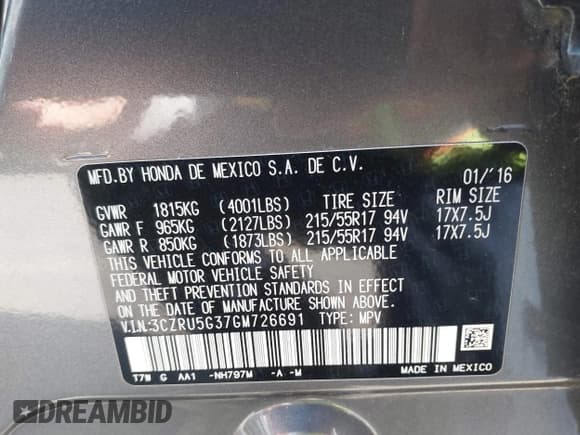 MFD. BY HONDA DE MEXICO S.A. DE C.V. 01/'16
GVWR 1815KG (4001LBS) TIRE SIZE RIM SIZE
GAWR F 965KG (2127LBS) 215/55R17 94V 17X7.5J
GAWR R 850KG (1873LBS) 215/55R17 94V 17X7.5J
THIS VEHICLE CONFORMS TO ALL APPLICABLE
FEDERAL MOTOR VEHICLE SAFETY
AND THEFT PREVENTION STANDARDS IN EFFECT
ON THE DATE OF MANUFACTURE SHOWN ABOVE.
V.I.N.:3CZRU5G37GM726691 TYPE: MPV
T7W G AA1 -NH797M -A -M MADE IN MEXICO
DREAMBID